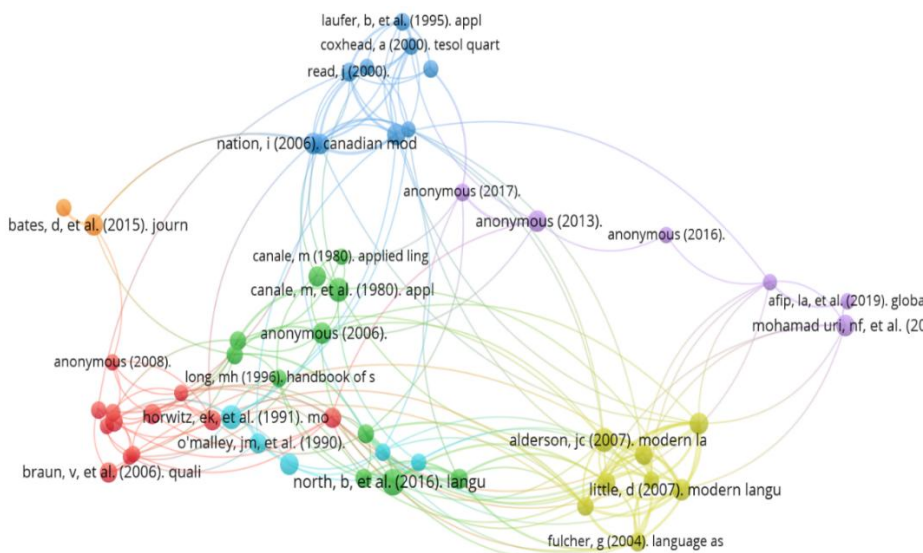 laufer, b, et al. (1995). appl
coxhead, a (2000). tesol quart
read, j (2000).
nation, i (2006). canadian mod
anonymous (2017).
anonymous (2013).
anonymous (2016).
bates, d, et al. (2015). journ
canale, m (1980). applied ling
canale, m, et al. (1980). appl
afip, la, et al. (2019). globa
mohamad uri, nf, et al. (20
anonymous (2006).
anonymous (2008).
long, mh (1996). handbook of s
horwitz, ek, et al. (1991). mo
o'malley, jm, et al. (1990).
alderson, jc (2007). modern la
braun, v, et al. (2006). quali
north, b, et al. (2016). langu
little, d (2007). modern langu
fulcher, g (2004). language as